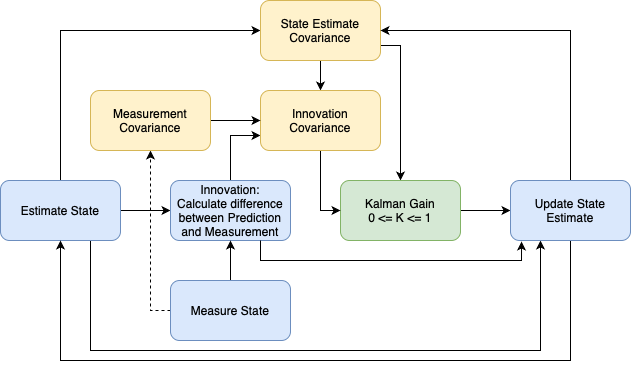 State Estimate
Covariance
Measurement
Covariance
Innovation
Covariance
Estimate State
Innovation:
Calculate difference
between Prediction
and Measurement
Kalman Gain
0 <= K <= 1
Update State
Estimate
Measure State